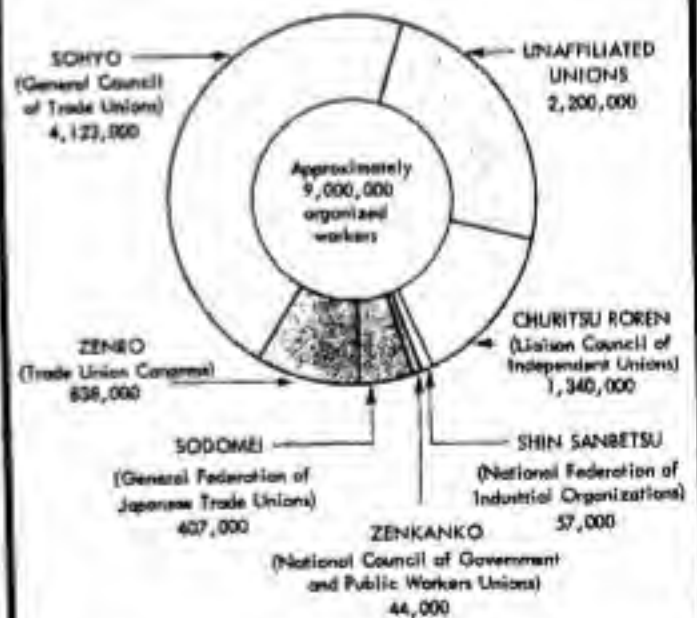 SOHYO
(General Council
of Trade Unions)
4,123,000
UNAFFILIATED
UNIONS
2,200,000
Approximately
9,000,000
organized
workers
CHURITSU ROREN
(Liaison Council of
Independent Unions)
1,340,000
ZENRO
(Trade Union Congress)
838,000
SODOMEI
(General Federation of
Japanese Trade Unions)
407,000
SHIN SANBETSU
(National Federation of
Industrial Organizations)
57,000
ZENKANKO
(National Council of Government
and Public Workers Unions)
44,000